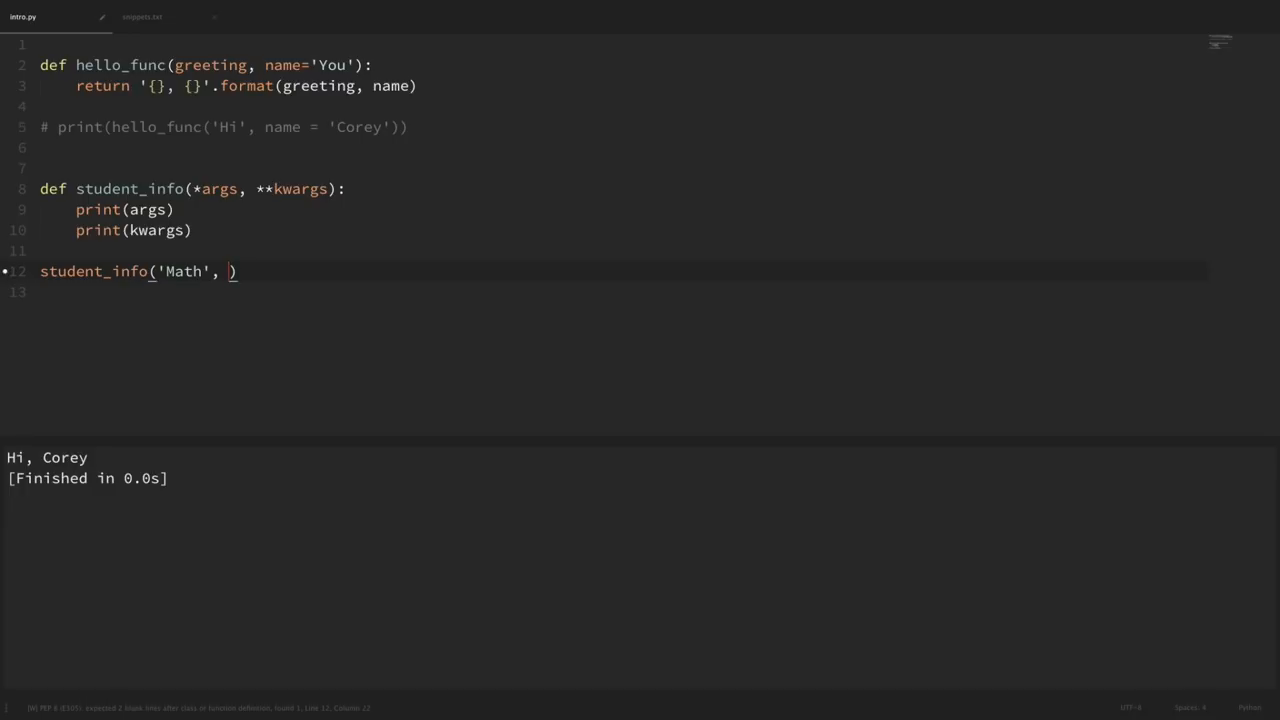 intro.py
snippets.txt
1
2 def hello_func(greeting, name='You'):
3 return '{}, {}'.format(greeting, name)
4
5 # print(hello_func('Hi', name = 'Corey'))
6
7
8 def student_info(*args, **kwargs):
9 print(args)
10 print(kwargs)
11
12 student_info('Math', )
13
Hi, Corey
[Finished in 0.0s]
[W] PEP 8 (E305): expected 2 blank lines after class or function definition, found 1, Line 12, Column 22
UTF-8
Spaces: 4
Python